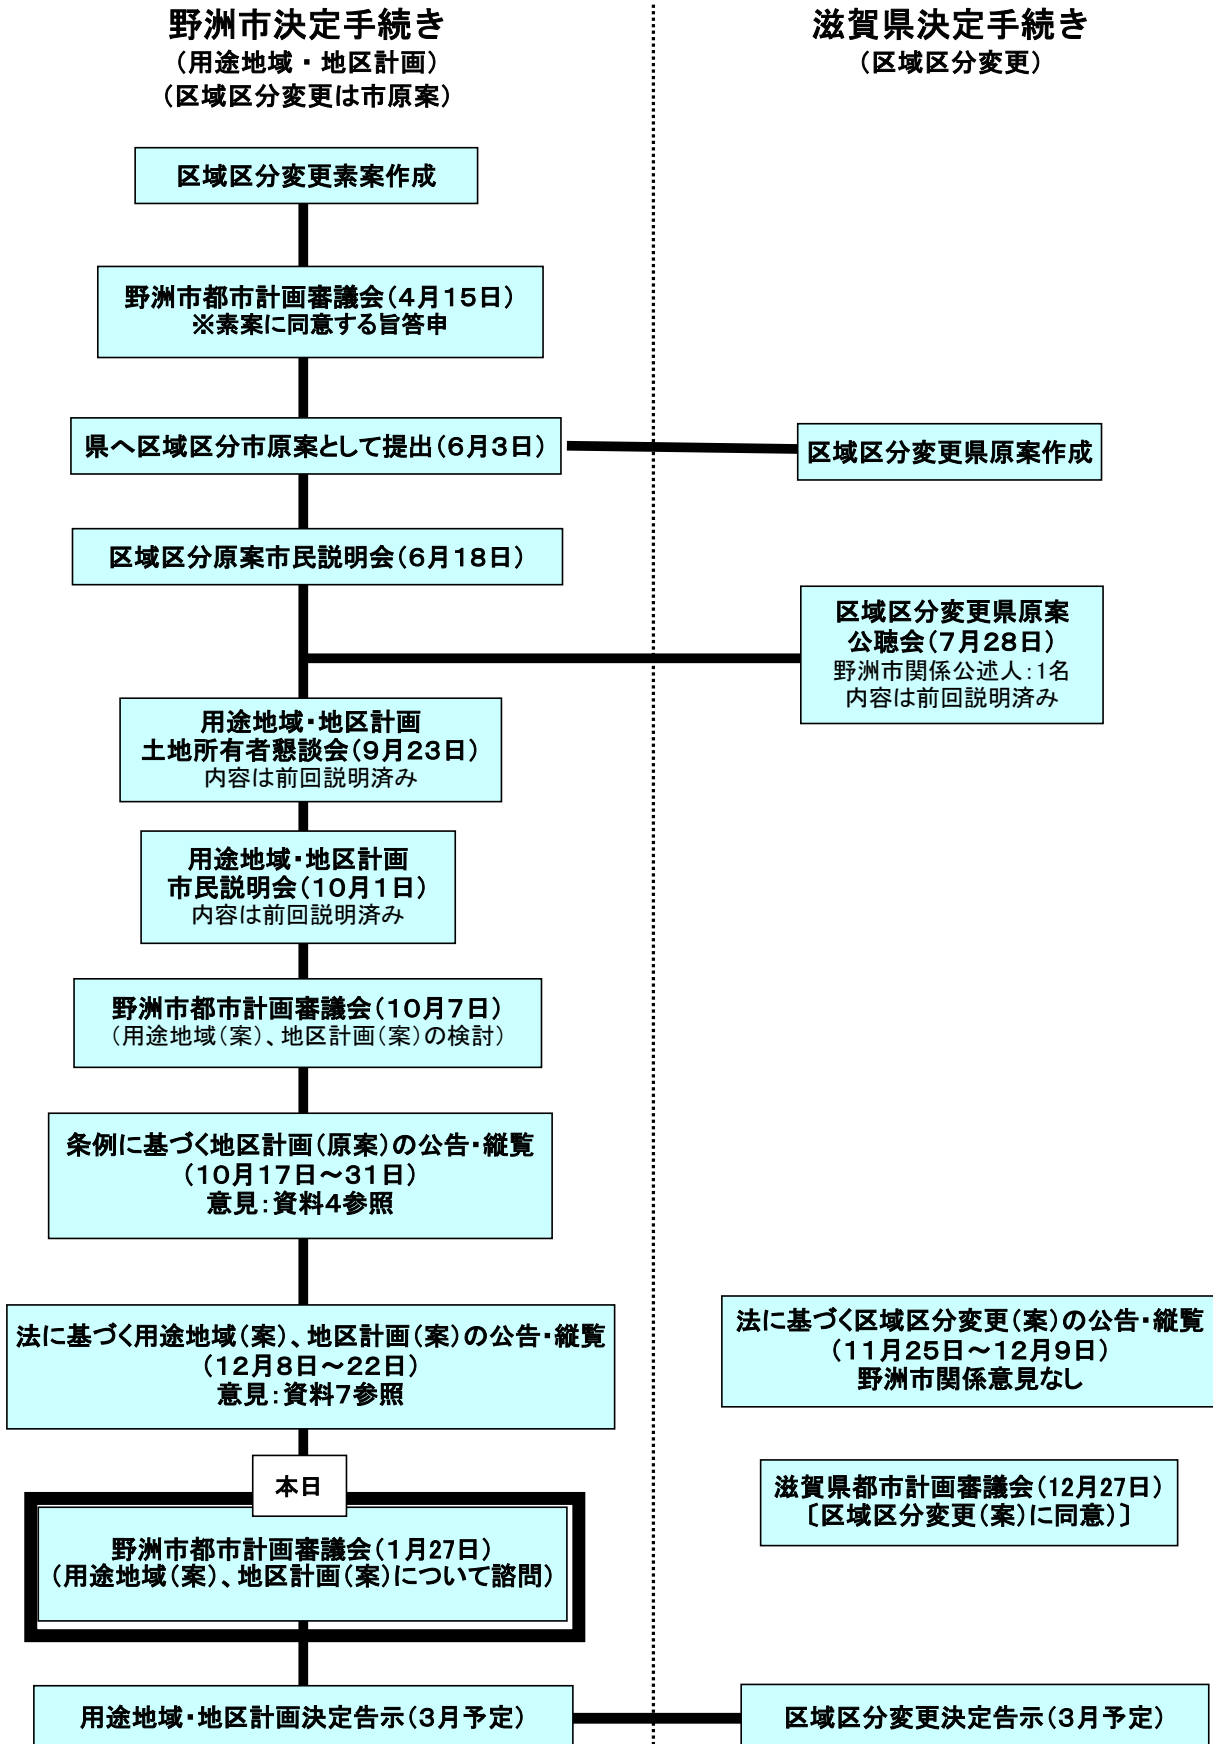 野洲市決定手続き
（用途地域・地区計画）
（区域区分変更は市原案）
滋賀県決定手続き
（区域区分変更）
区域区分変更素案作成
野洲市都市計画審議会（４月１５日）
※素案に同意する旨答申
県へ区域区分市原案として提出（６月３日）
区域区分変更県原案作成
区域区分原案市民説明会（６月１８日）
区域区分変更県原案
公聴会（７月２８日）
野洲市関係公述人：１名
内容は前回説明済み
用途地域・地区計画
土地所有者懇談会（９月２３日）
内容は前回説明済み
用途地域・地区計画
市民説明会（１０月１日）
内容は前回説明済み
野洲市都市計画審議会（１０月７日）
（用途地域（案）、地区計画（案）の検討）
条例に基づく地区計画（原案）の公告・縦覧
（１０月１７日～３１日）
意見：資料４参照
法に基づく用途地域（案）、地区計画（案）の公告・縦覧
（１２月８日～２２日）
意見：資料７参照
法に基づく区域区分変更（案）の公告・縦覧
（１１月２５日～１２月９日）
野洲市関係意見なし
滋賀県都市計画審議会（１２月２７日）
〔区域区分変更（案）に同意）〕
本日
野洲市都市計画審議会（１月２７日）
（用途地域（案）、地区計画（案）について諮問）
用途地域・地区計画決定告示（３月予定）
区域区分変更決定告示（３月予定）